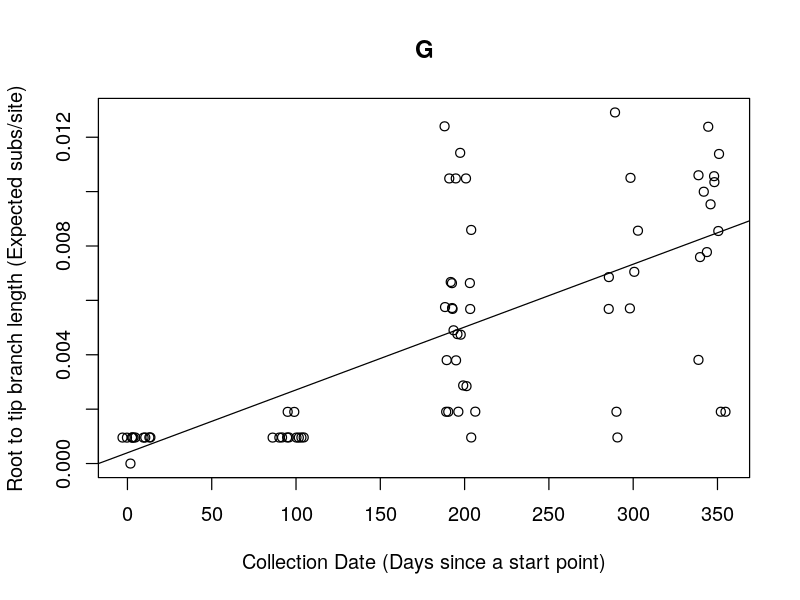 G
Root to tip branch length (Expected subs/site)
0.012
0.008
0.004
0.000
0 50 100 150 200 250 300 350
Collection Date (Days since a start point)